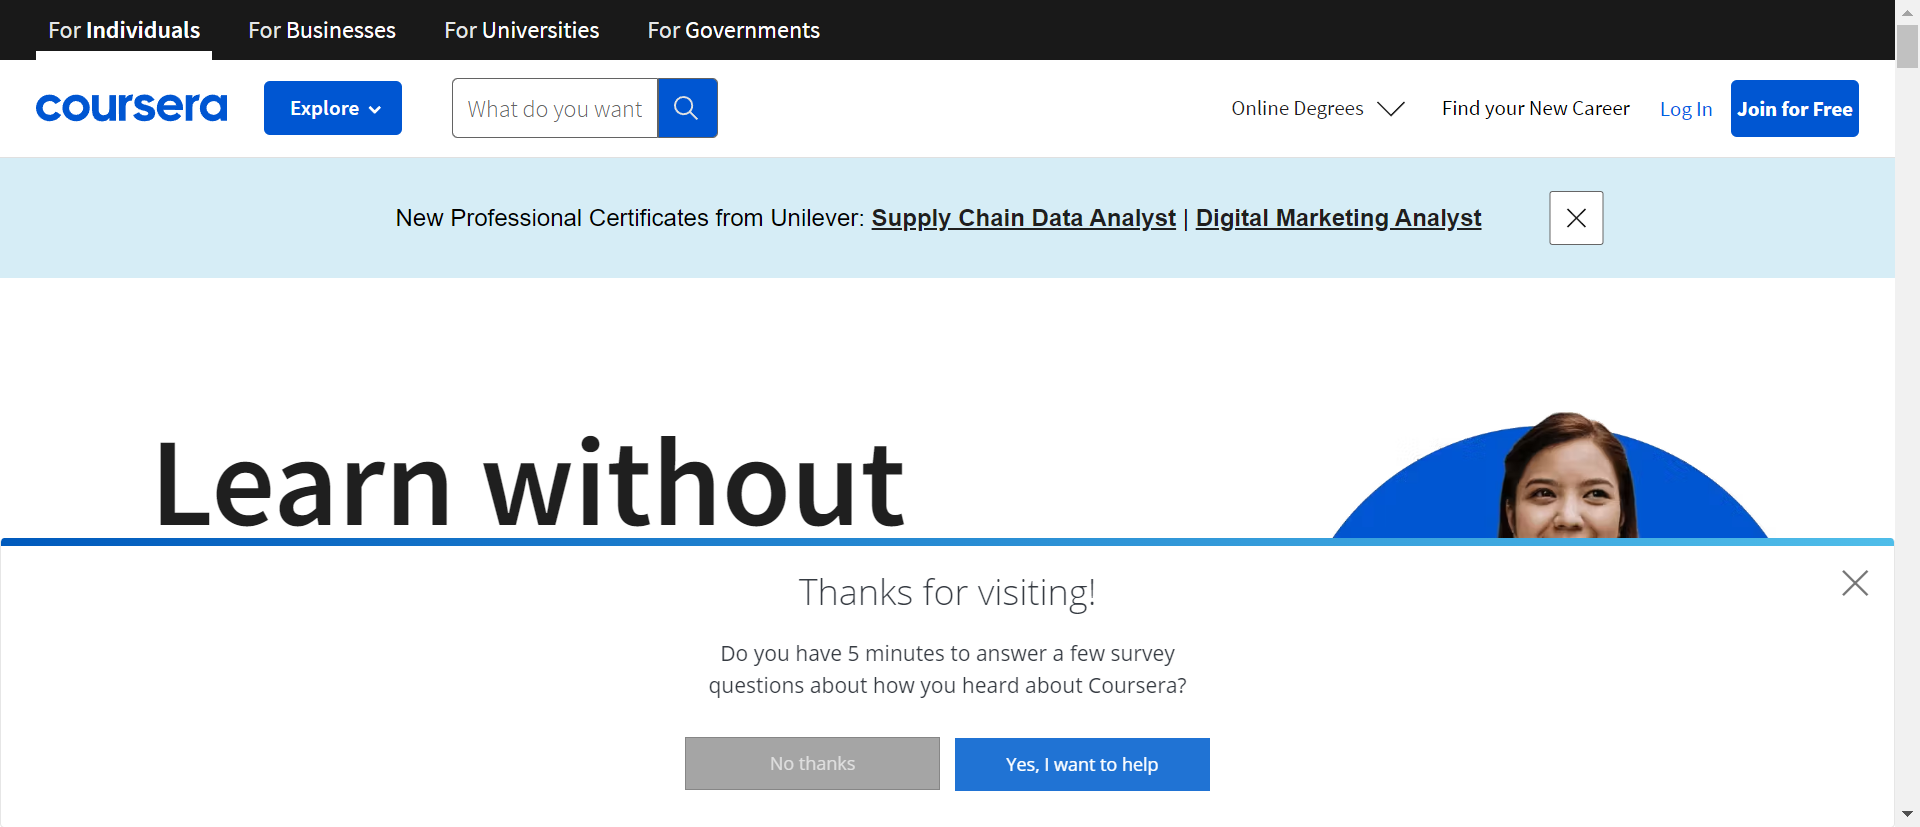 For Individuals For Businesses For Universities For Governments
coursera Explore What do you want Online Degrees Find your New Career Log In Join for Free
New Professional Certificates from Unilever: Supply Chain Data Analyst | Digital Marketing Analyst
Learn without
Thanks for visiting!
Do you have 5 minutes to answer a few survey
questions about how you heard about Coursera?
No thanks Yes, I want to help